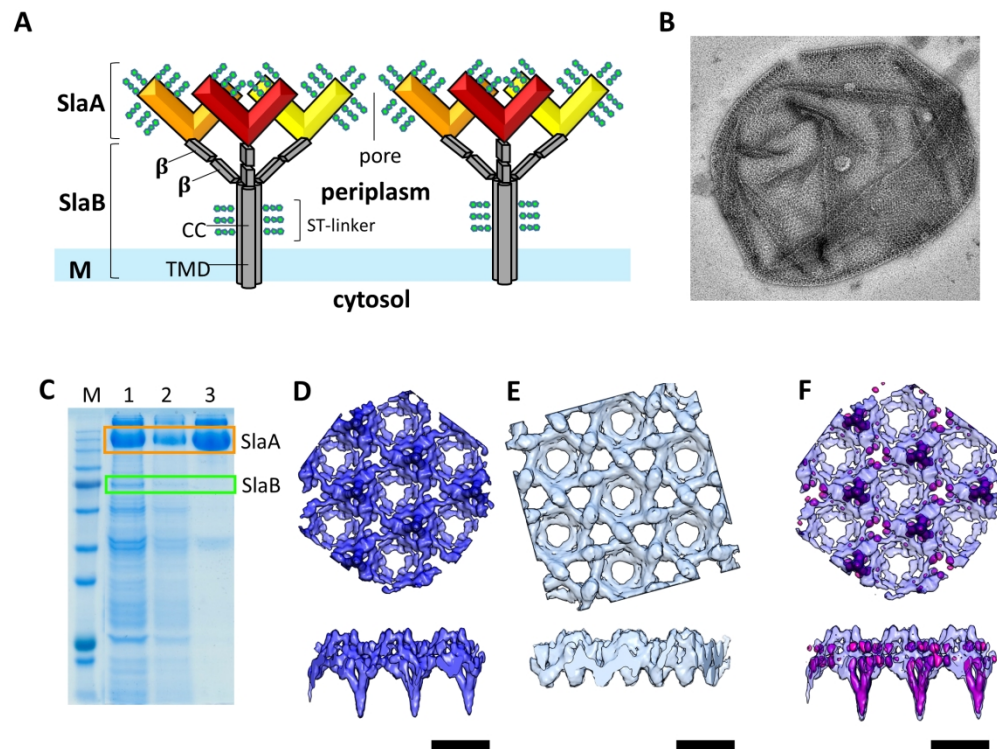 A
B
SlaA
SlaB
M
β
β
pore
periplasm
CC
ST-linker
TMD
cytosol
C
M 1 2 3
SlaA
SlaB
D
E
F